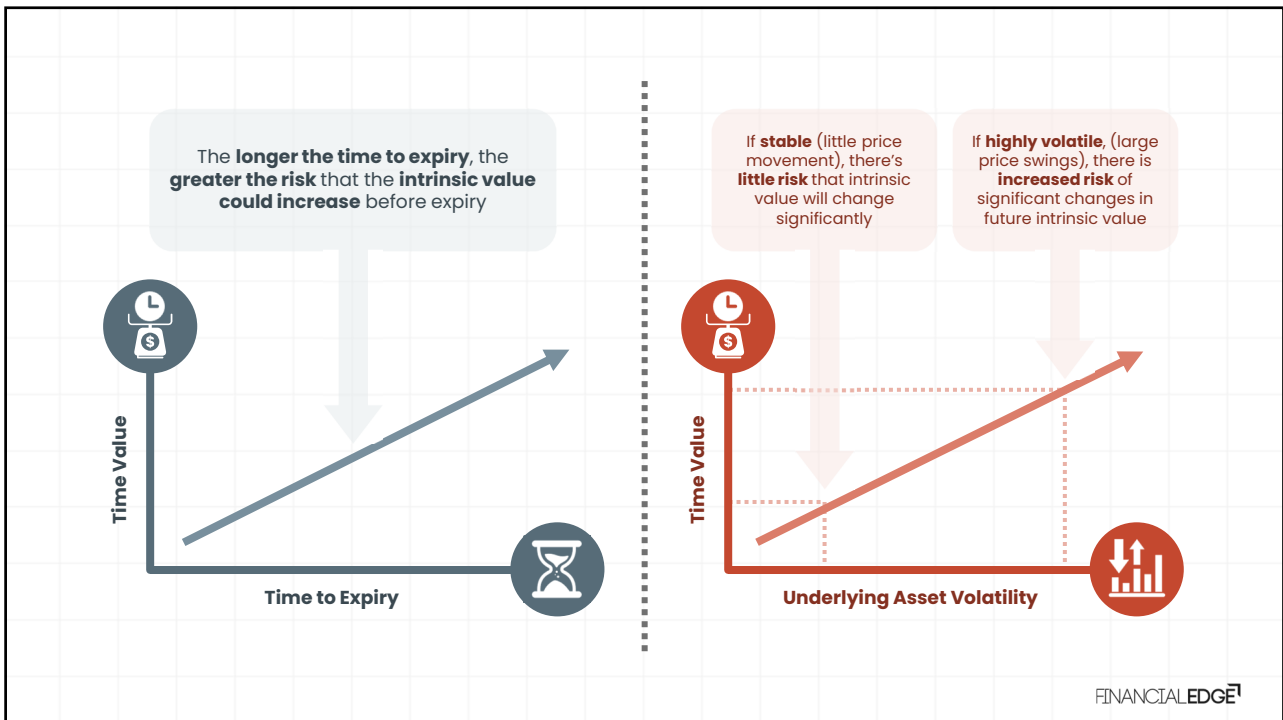 The longer the time to expiry, the
greater the risk that the intrinsic value
could increase before expiry
Time Value
Time to Expiry
If stable (little price
movement), there's
little risk that intrinsic
value will change
significantly
If highly volatile, (large
price swings), there is
increased risk of
significant changes in
future intrinsic value
$
$
Time Value
Underlying Asset Volatility
FINANCIALEDGE